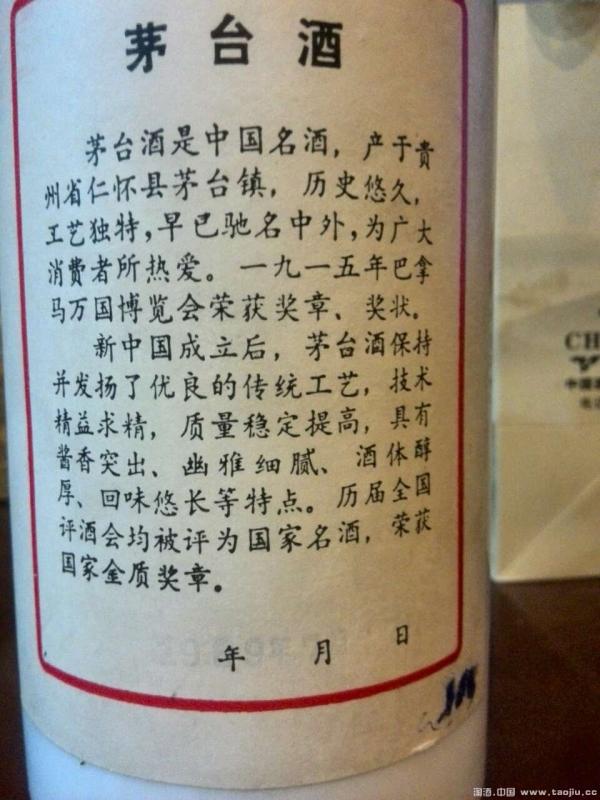 茅台酒
茅台酒是中国名酒，产于贵
州省仁怀县茅台镇，历史悠久，
工艺独特，早已驰名中外，为广大
消费者所热爱。一九一五年巴拿
马万国博览会荣获奖章、奖状。
新中国成立后，茅台酒保持
并发扬了优良的传统工艺，技术
精益求精，质量稳定提高，具有
酱香突出、幽雅细腻、酒体醇
厚、回味悠长等特点。历届全国
评酒会均被评为国家名酒，荣获
国家金质奖章。
年 月 日
CH
中国
淘酒.中国 www.taojiu.cc